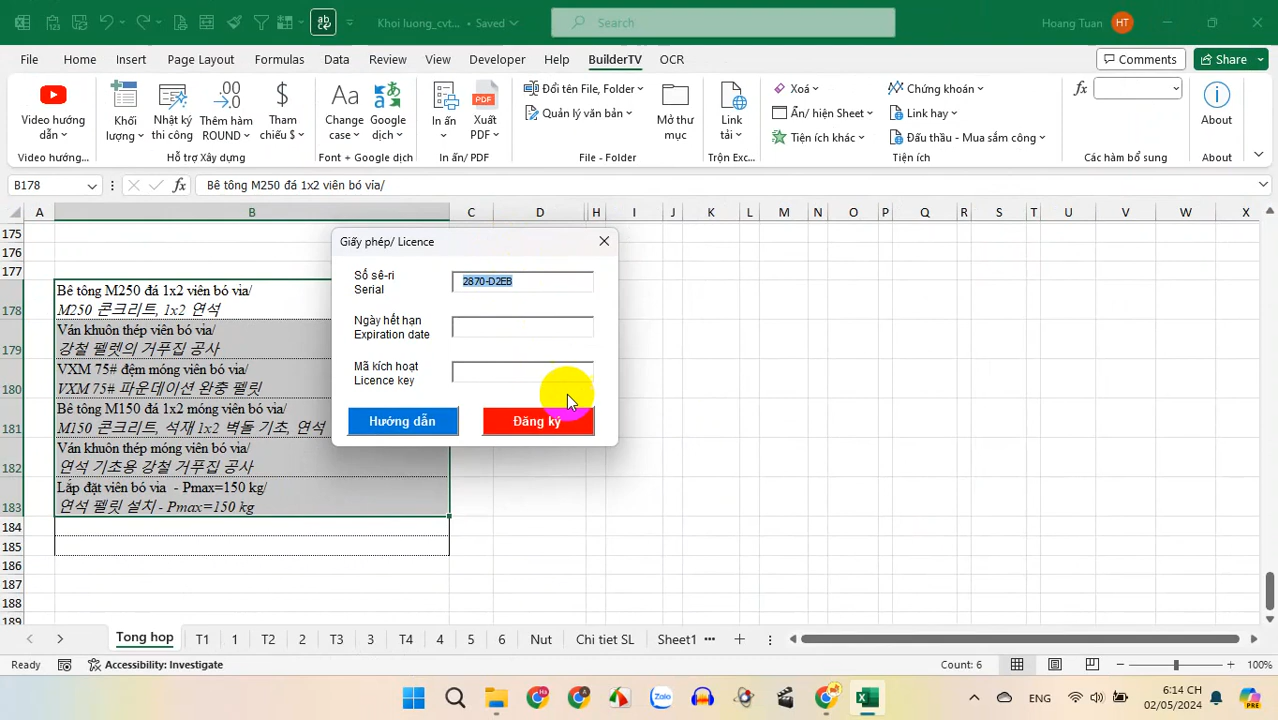 Khoi luong_cvt... • Saved
Search
Hoang Tuan
HT
File
Home
Insert
Page Layout
Formulas
Data
Review
View
Developer
Help
BuilderTV
OCR
Comments
Share
Video hướng dẫn
Khối lượng
Nhật ký thi công
Thêm hàm ROUND
Tham chiếu $
Change case
Google dịch
In ấn
Xuất PDF
Đổi tên File, Folder
Quản lý văn bản
Mở thư mục
Link tải
Xoá
Ẩn/ hiện Sheet
Tiện ích khác
Chứng khoán
Link hay
Đấu thầu - Mua sắm công
fx
About
Video hướng...
Hỗ trợ Xây dựng
Font + Google dịch
In ấn/ PDF
File - Folder
Trộn Exc...
Tiện ích
Các hàm bổ sung
About
B178
fx
Bê tông M250 đá 1x2 viên bó vỉa/
A B C D H I J K L M N O P Q R S T U V W X
175
176
177
178
Bê tông M250 đá 1x2 viên bó vỉa/
M250 콘크리트, 1x2 연석
179
Ván khuôn thép viên bó vỉa/
강철 펠렛의 거푸집 공사
180
VXM 75# đệm móng viên bó vỉa/
VXM 75# 파운데이션 완충 펠릿
181
Bê tông M150 đá 1x2 móng viên bó vỉa/
M150 콘크리트, 석재 1x2 벽돌 기초, 연석
182
Ván khuôn thép móng viên bó vỉa/
연석 기초용 강철 거푸집 공사
183
Lắp đặt viên bó vỉa - Pmax=150 kg/
연석 펠릿 설치 - Pmax=150 kg
184
185
186
187
188
189
Giấy phép/ Licence
Số sê-ri
Serial
2870-D2EB
Ngày hết hạn
Expiration date
Mã kích hoạt
Licence key
Hướng dẫn
Đăng ký
Tong hop T1 1 T2 2 T3 3 T4 4 5 6 Nut Chi tiet SL Sheet1 •••
Ready
Accessibility: Investigate
Count: 6
100%
ENG
6:14 CH
02/05/2024
PRE